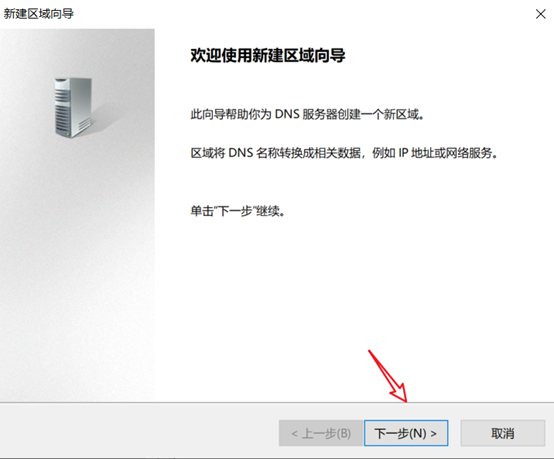 新建区域向导
欢迎使用新建区域向导
此向导帮助你为 DNS 服务器创建一个新区域。
区域将 DNS 名称转换成相关数据，例如 IP 地址或网络服务。
单击"下一步"继续。
< 上一步(B)
下一步(N) >
取消